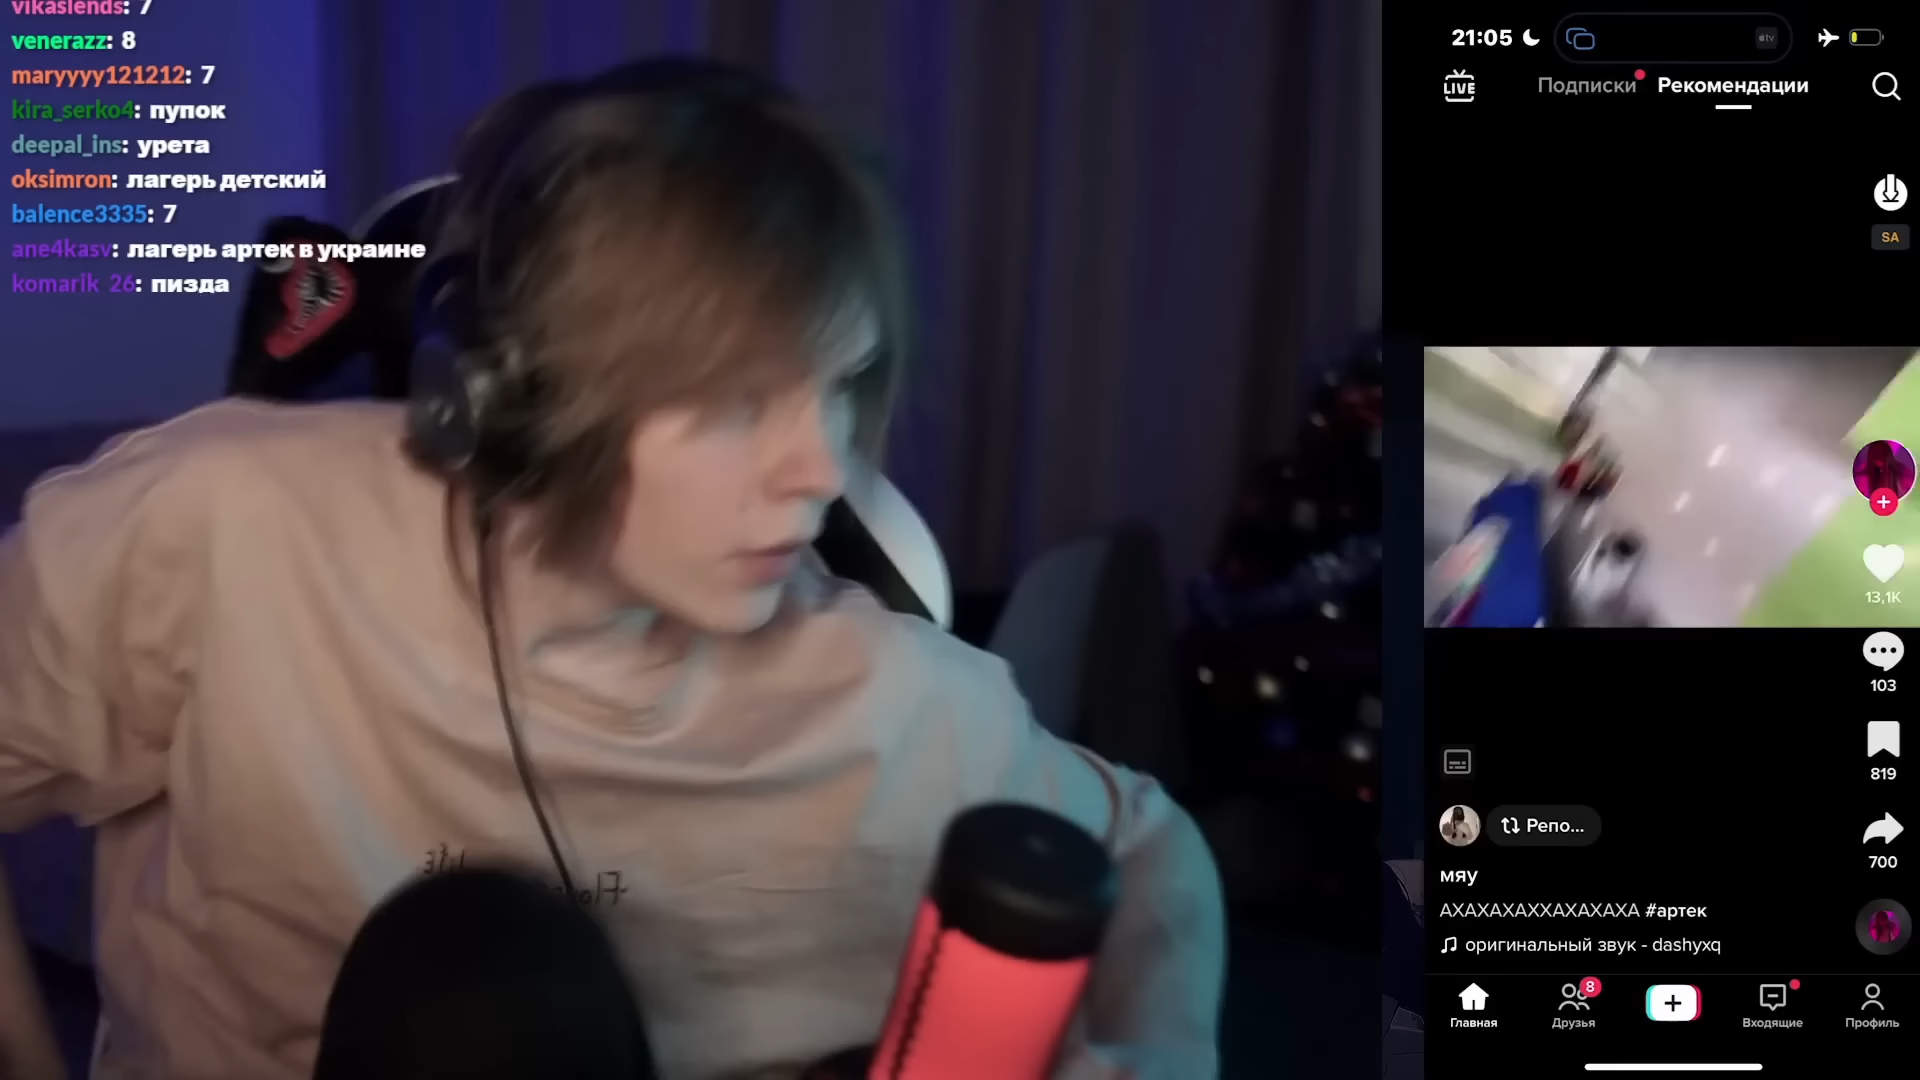 vikaslends: 7
venerazz: 8
maryyyy121212: 7
kira_serko4: пупок
deepal_ins: урета
oksimron: лагерь детский
balence3335: 7
ane4kasv: лагерь артек в украине
komarik_26: пизда
21:05
tv
LIVE
Подписки
Рекомендации
SA
13,1K
103
819
Репо...
700
мяу
АХАХАХАХХАХАХАХА #артек
оригинальный звук - dashyxq
8
Главная
Друзья
Входящие
Профиль